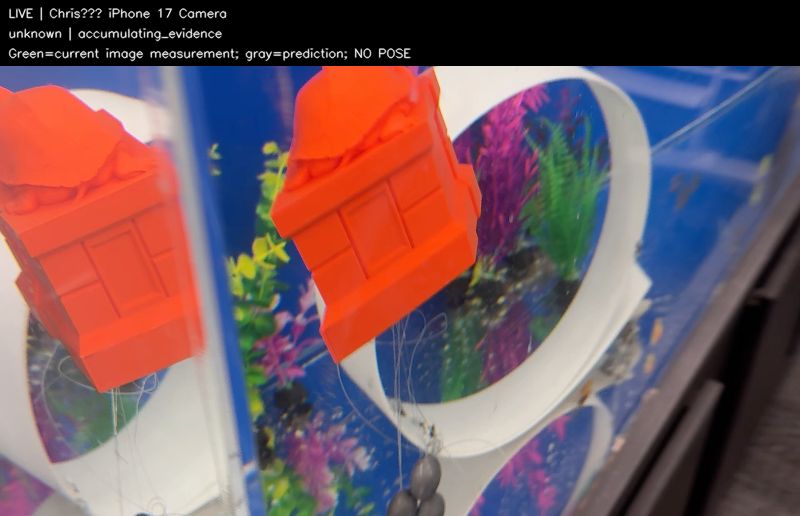 LIVE | Chris??? iPhone 17 Camera
unknown | accumulating_evidence
Green=current image measurement; gray=prediction; NO POSE